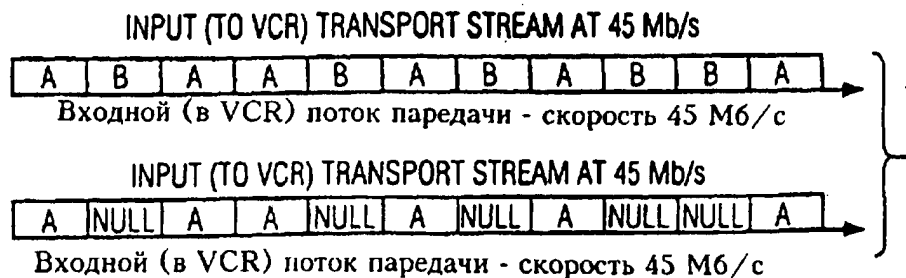 INPUT (TO VCR) TRANSPORT STREAM AT 45 Mb/s
A B A A B A B A B B A
Входной (в VCR) поток паредачи - скорость 45 Мб/с
INPUT (TO VCR) TRANSPORT STREAM AT 45 Mb/s
A NULL A A NULL A NULL A NULL NULL A
Входной (в VCR) поток паредачи - скорость 45 Мб/с